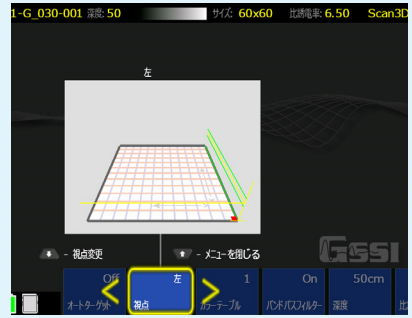 1-G_030-001 深度: 50 サイズ: 60x60 比誘電率: 6.50 Scan3D
左
- 視点変更 - メニューを閉じる
GSSI
Off 左 1 On 50cm
オートターゲット 視点 カラーテーブル バンドパスフィルター 深度 比